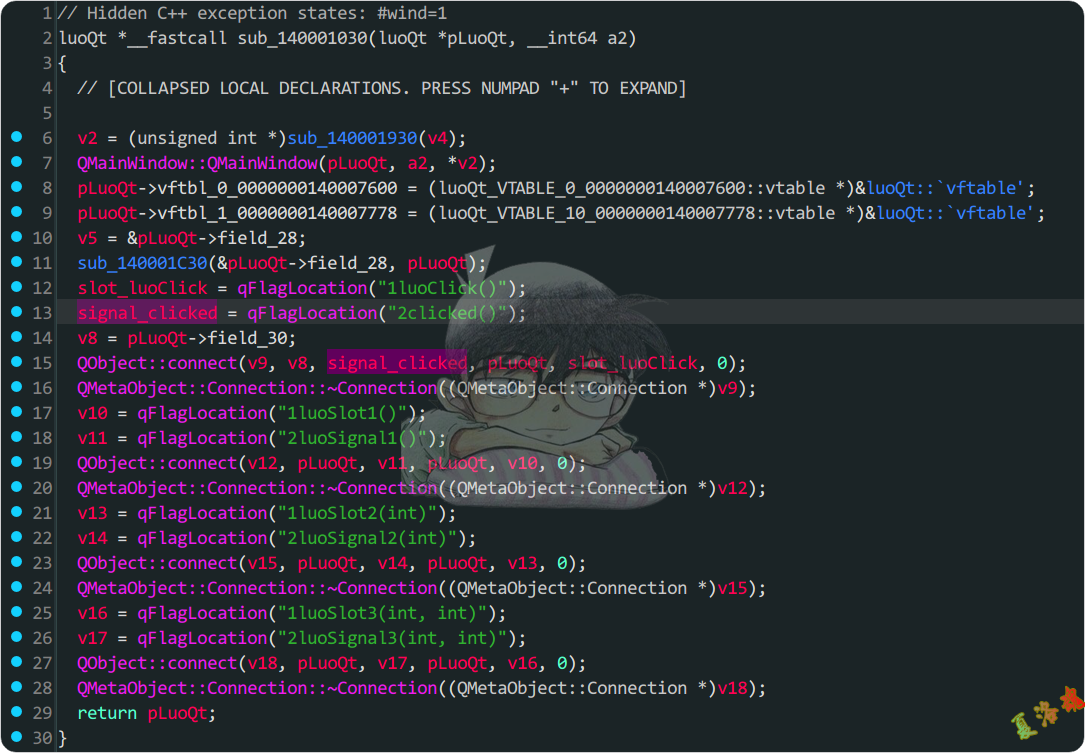 1 // Hidden C++ exception states: #wind=1
2 luoQt *__fastcall sub_140001030(luoQt *pLuoQt, __int64 a2)
3 {
4   // [COLLAPSED LOCAL DECLARATIONS. PRESS NUMPAD "+" TO EXPAND]
5
6   v2 = (unsigned int *)sub_140001930(v4);
7   QMainWindow::QMainWindow(pLuoQt, a2, *v2);
8   pLuoQt->vftbl_0_0000000140007600 = (luoQt_VTABLE_0_0000000140007600::vtable *)&luoQt::`vftable';
9   pLuoQt->vftbl_1_0000000140007778 = (luoQt_VTABLE_10_0000000140007778::vtable *)&luoQt::`vftable';
10   v5 = &pLuoQt->field_28;
11   sub_140001C30(&pLuoQt->field_28, pLuoQt);
12   slot_luoClick = qFlagLocation("1luoClick()");
13   signal_clicked = qFlagLocation("2clicked()");
14   v8 = pLuoQt->field_30;
15   QObject::connect(v9, v8, signal_clicked, pLuoQt, slot_luoClick, 0);
16   QMetaObject::Connection::~Connection((QMetaObject::Connection *)v9);
17   v10 = qFlagLocation("1luoSlot1()");
18   v11 = qFlagLocation("2luoSignal1()");
19   QObject::connect(v12, pLuoQt, v11, pLuoQt, v10, 0);
20   QMetaObject::Connection::~Connection((QMetaObject::Connection *)v12);
21   v13 = qFlagLocation("1luoSlot2(int)");
22   v14 = qFlagLocation("2luoSignal2(int)");
23   QObject::connect(v15, pLuoQt, v14, pLuoQt, v13, 0);
24   QMetaObject::Connection::~Connection((QMetaObject::Connection *)v15);
25   v16 = qFlagLocation("1luoSlot3(int, int)");
26   v17 = qFlagLocation("2luoSignal3(int, int)");
27   QObject::connect(v18, pLuoQt, v17, pLuoQt, v16, 0);
28   QMetaObject::Connection::~Connection((QMetaObject::Connection *)v18);
29   return pLuoQt;
30 }
夏洛